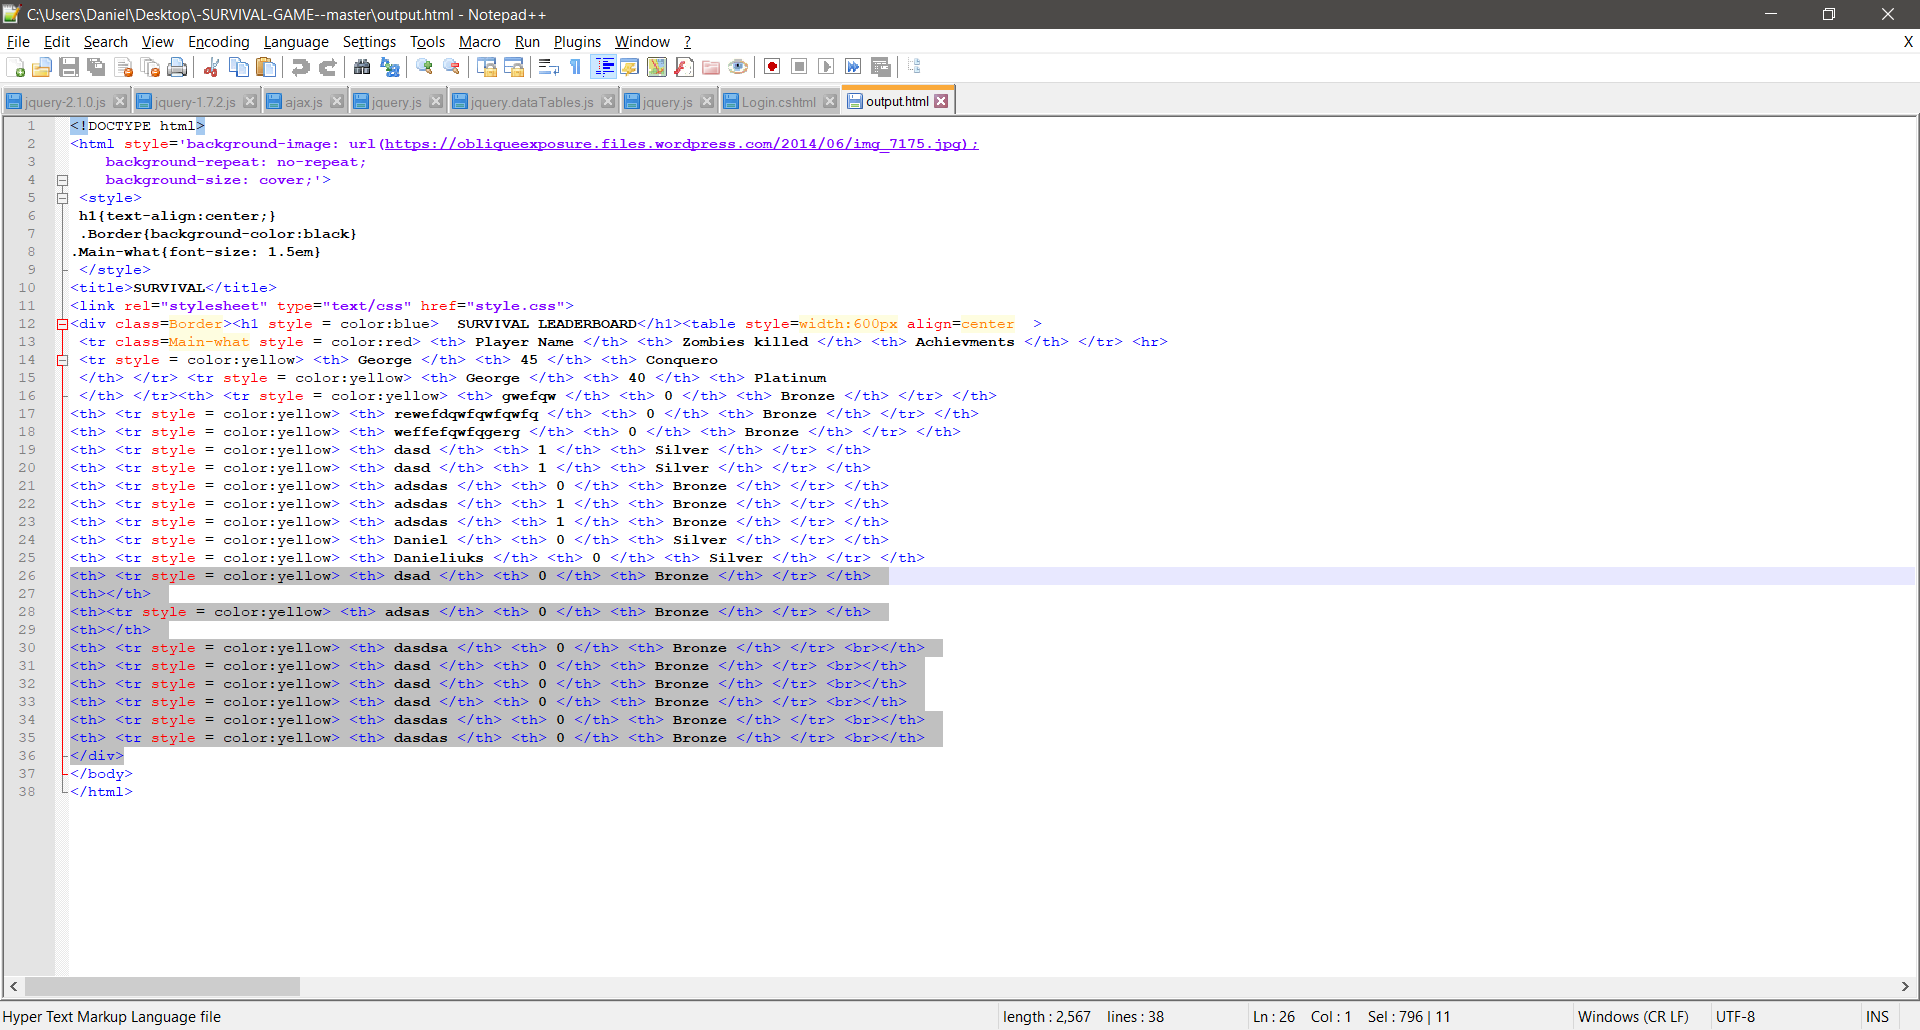 C:\Users\Daniel\Desktop\-SURVIVAL-GAME--master\output.html - Notepad++
File Edit Search View Encoding Language Settings Tools Macro Run Plugins Window ? X
jquery-2.1.0.js jquery-1.7.2.js ajax.js jquery.js jquery.dataTables.js jquery.js Login.cshtml output.html
1 <!DOCTYPE html>
2 <html style='background-image: url(https://obliqueexposure.files.wordpress.com/2014/06/img_7175.jpg);
3 background-repeat: no-repeat;
4 background-size: cover;'>
5 <style>
6 h1{text-align:center;}
7 .Border{background-color:black}
8 .Main-what{font-size: 1.5em}
9 </style>
10 <title>SURVIVAL</title>
11 <link rel="stylesheet" type="text/css" href="style.css">
12 <div class=Border><h1 style = color:blue>  SURVIVAL LEADERBOARD</h1><table style=width:600px align=center  >
13 <tr class=Main-what style = color:red> <th> Player Name </th> <th> Zombies killed </th> <th> Achievments </th> </tr> <hr>
14 <tr style = color:yellow> <th> George </th> <th> 45 </th> <th> Conquero
15 </th> </tr> <tr style = color:yellow> <th> George </th> <th> 40 </th> <th> Platinum
16 </th> </tr><th> <tr style = color:yellow> <th> gwefqw </th> <th> 0 </th> <th> Bronze </th> </tr> </th>
17 <th> <tr style = color:yellow> <th> rewefdqwfqwfqwfq </th> <th> 0 </th> <th> Bronze </th> </tr> </th>
18 <th> <tr style = color:yellow> <th> weffefqwfqgerg </th> <th> 0 </th> <th> Bronze </th> </tr> </th>
19 <th> <tr style = color:yellow> <th> dasd </th> <th> 1 </th> <th> Silver </th> </tr> </th>
20 <th> <tr style = color:yellow> <th> dasd </th> <th> 1 </th> <th> Silver </th> </tr> </th>
21 <th> <tr style = color:yellow> <th> adsdas </th> <th> 0 </th> <th> Bronze </th> </tr> </th>
22 <th> <tr style = color:yellow> <th> adsdas </th> <th> 1 </th> <th> Bronze </th> </tr> </th>
23 <th> <tr style = color:yellow> <th> adsdas </th> <th> 1 </th> <th> Bronze </th> </tr> </th>
24 <th> <tr style = color:yellow> <th> Daniel </th> <th> 0 </th> <th> Silver </th> </tr> </th>
25 <th> <tr style = color:yellow> <th> Danieliuks </th> <th> 0 </th> <th> Silver </th> </tr> </th>
26 <th> <tr style = color:yellow> <th> dsad </th> <th> 0 </th> <th> Bronze </th> </tr> </th>
27 <th></th>
28 <th><tr style = color:yellow> <th> adsas </th> <th> 0 </th> <th> Bronze </th> </tr> </th>
29 <th></th>
30 <th> <tr style = color:yellow> <th> dasdsa </th> <th> 0 </th> <th> Bronze </th> </tr> <br></th>
31 <th> <tr style = color:yellow> <th> dasd </th> <th> 0 </th> <th> Bronze </th> </tr> <br></th>
32 <th> <tr style = color:yellow> <th> dasd </th> <th> 0 </th> <th> Bronze </th> </tr> <br></th>
33 <th> <tr style = color:yellow> <th> dasd </th> <th> 0 </th> <th> Bronze </th> </tr> <br></th>
34 <th> <tr style = color:yellow> <th> dasdas </th> <th> 0 </th> <th> Bronze </th> </tr> <br></th>
35 <th> <tr style = color:yellow> <th> dasdas </th> <th> 0 </th> <th> Bronze </th> </tr> <br></th>
36 </div>
37 </body>
38 </html>
Hyper Text Markup Language file length : 2,567 lines : 38 Ln : 26 Col : 1 Sel : 796 | 11 Windows (CR LF) UTF-8 INS